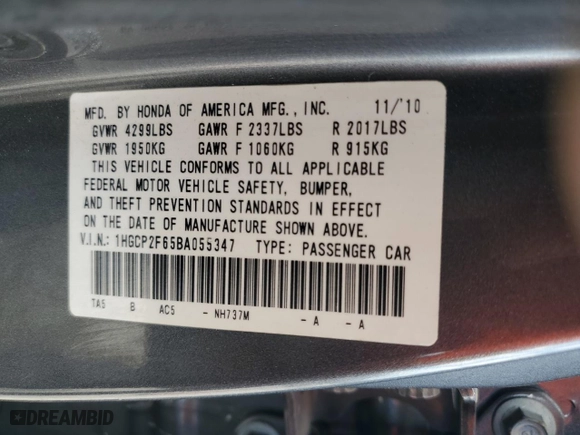 MFD. BY HONDA OF AMERICA MFG., INC. 11/'10
GVWR 4299LBS GAWR F 2337LBS R 2017LBS
GVWR 1950KG GAWR F 1060KG R 915KG
THIS VEHICLE CONFORMS TO ALL APPLICABLE
FEDERAL MOTOR VEHICLE SAFETY, BUMPER,
AND THEFT PREVENTION STANDARDS IN EFFECT
ON THE DATE OF MANUFACTURE SHOWN ABOVE.
V.I.N.: 1HGCP2F65BA055347 TYPE: PASSENGER CAR
TA5 B AC5 - NH737M - A - A
DREAMBID